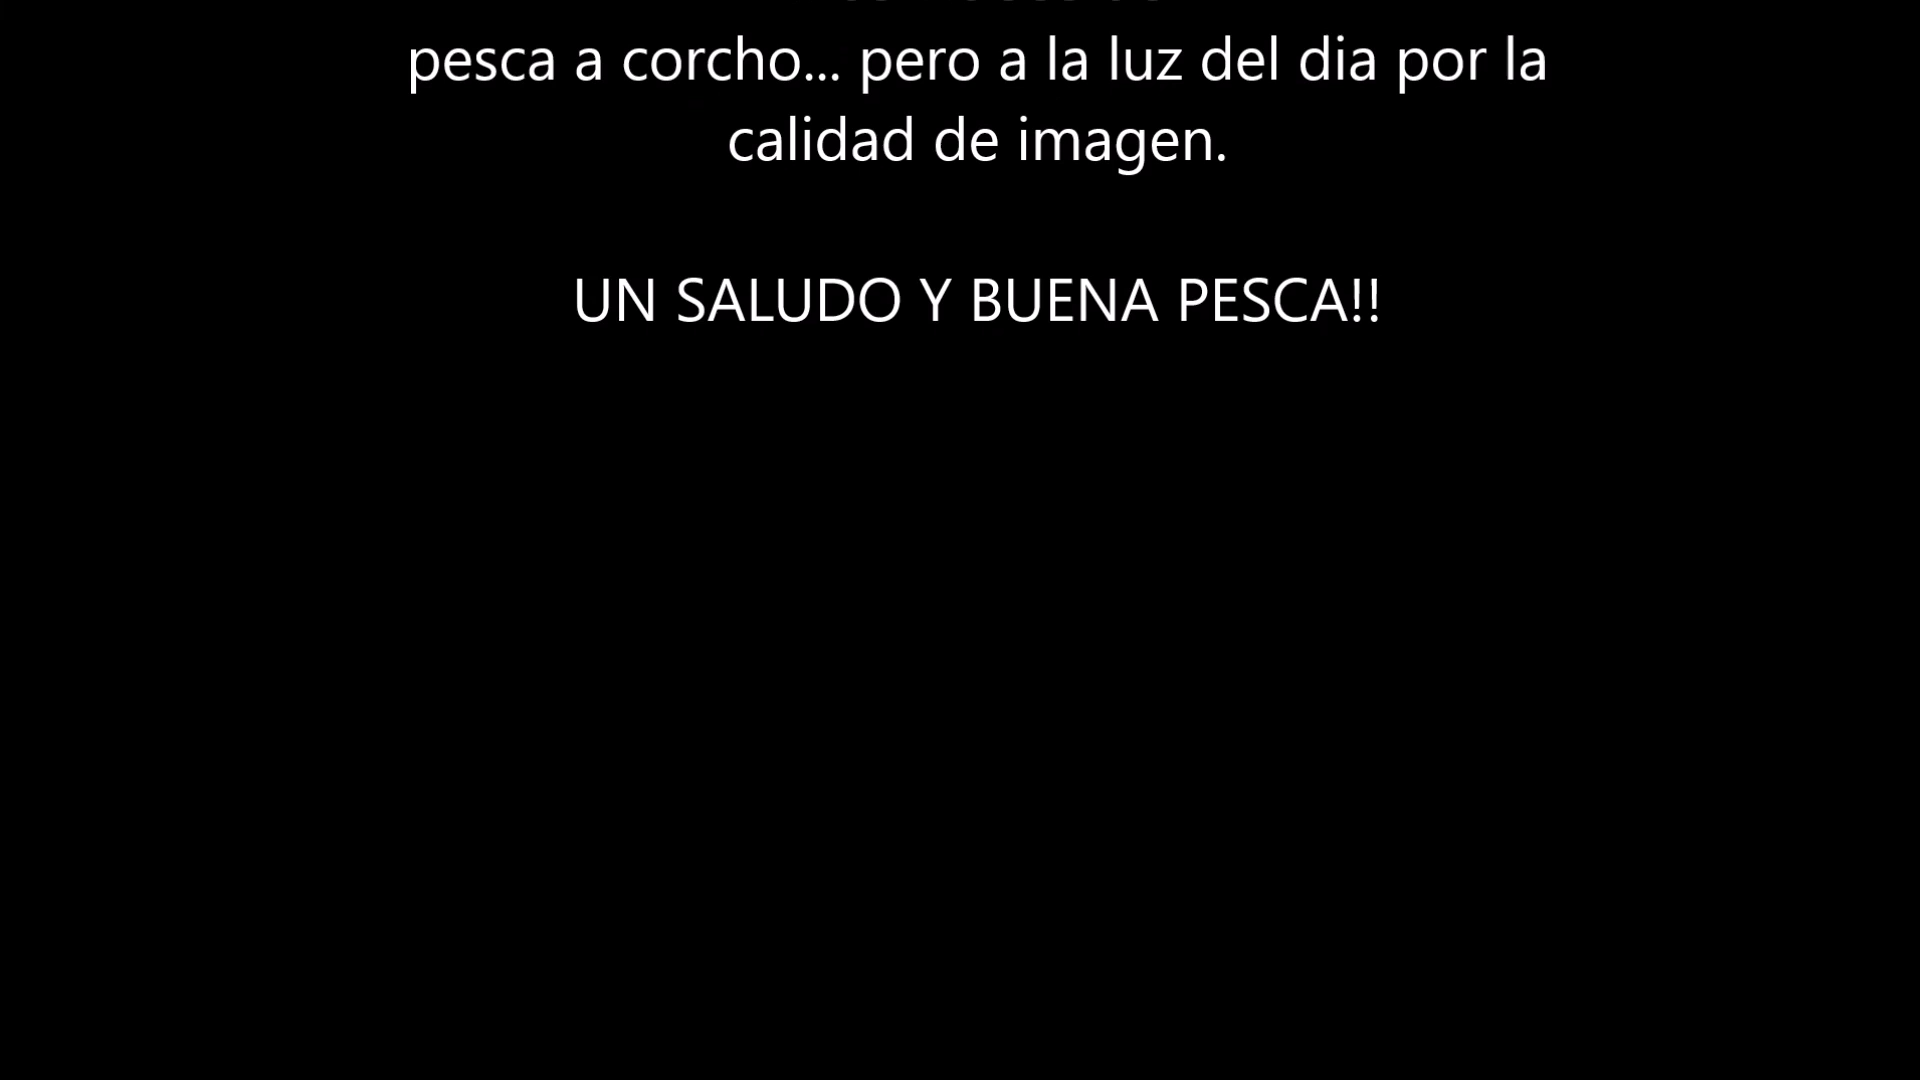 pesca a corcho... pero a la luz del dia por la
calidad de imagen.
UN SALUDO Y BUENA PESCA!!